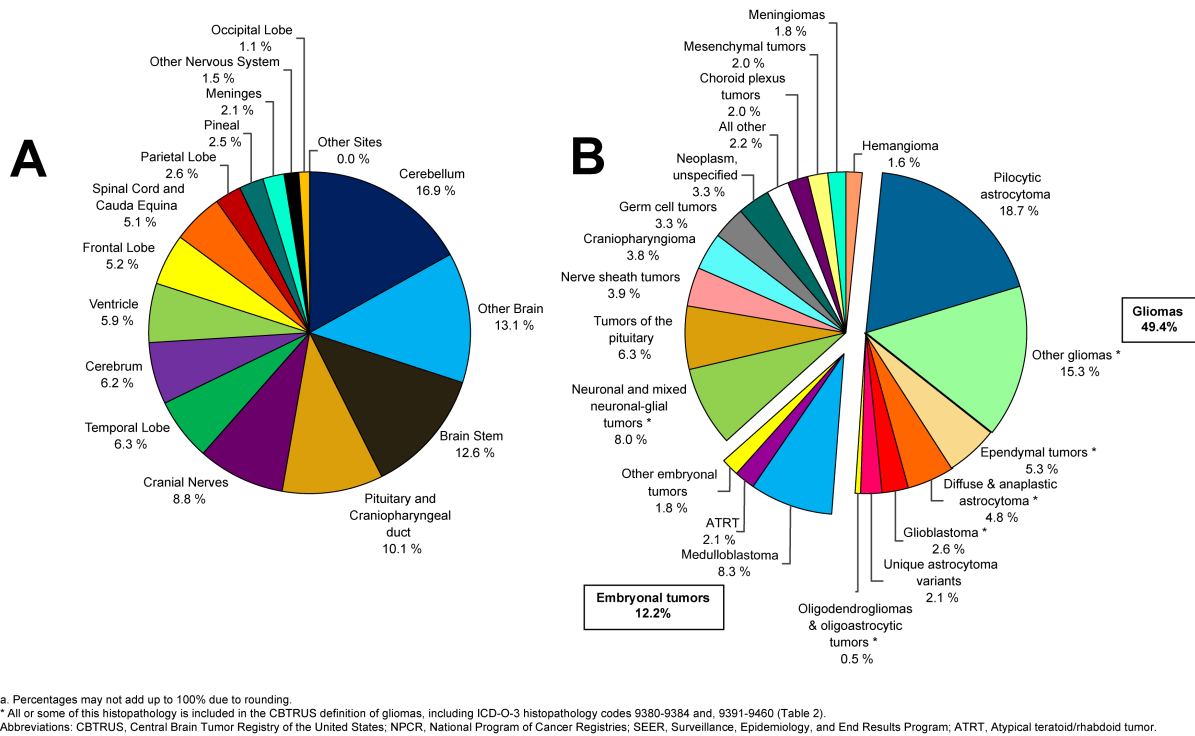 A
Occipital Lobe
1.1 %
Other Nervous System
1.5 %
Meninges
2.1 %
Pineal
2.5 %
Parietal Lobe
2.6 %
Spinal Cord and
Cauda Equina
5.1 %
Frontal Lobe
5.2 %
Ventricle
5.9 %
Cerebrum
6.2 %
Temporal Lobe
6.3 %
Cranial Nerves
8.8 %
Pituitary and
Craniopharyngeal
duct
10.1 %
Brain Stem
12.6 %
Other Brain
13.1 %
Cerebellum
16.9 %
Other Sites
0.0 %
B
Meningiomas
1.8 %
Mesenchymal tumors
2.0 %
Choroid plexus
tumors
2.0 %
All other
2.2 %
Neoplasm,
unspecified
3.3 %
Germ cell tumors
3.3 %
Craniopharyngioma
3.8 %
Nerve sheath tumors
3.9 %
Tumors of the
pituitary
6.3 %
Neuronal and mixed
neuronal-glial
tumors *
8.0 %
Other embryonal
tumors
1.8 %
ATRT
2.1 %
Medulloblastoma
8.3 %
Embryonal tumors
12.2%
Hemangioma
1.6 %
Pilocytic
astrocytoma
18.7 %
Gliomas
49.4%
Other gliomas *
15.3 %
Ependymal tumors *
5.3 %
Diffuse & anaplastic
astrocytoma *
4.8 %
Glioblastoma *
2.6 %
Unique astrocytoma
variants
2.1 %
Oligodendrogliomas
& oligoastrocytic
tumors *
0.5 %
a. Percentages may not add up to 100% due to rounding.
* All or some of this histopathology is included in the CBTRUS definition of gliomas, including ICD-O-3 histopathology codes 9380-9384 and, 9391-9460 (Table 2).
Abbreviations: CBTRUS, Central Brain Tumor Registry of the United States; NPCR, National Program of Cancer Registries; SEER, Surveillance, Epidemiology, and End Results Program; ATRT, Atypical teratoid/rhabdoid tumor.